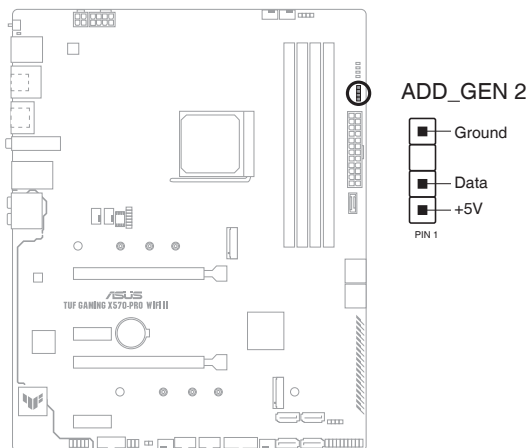 ADD_GEN 2
Ground
Data
+5V
PIN 1
ASUS
TUF GAMING X570-PRO WIFI II